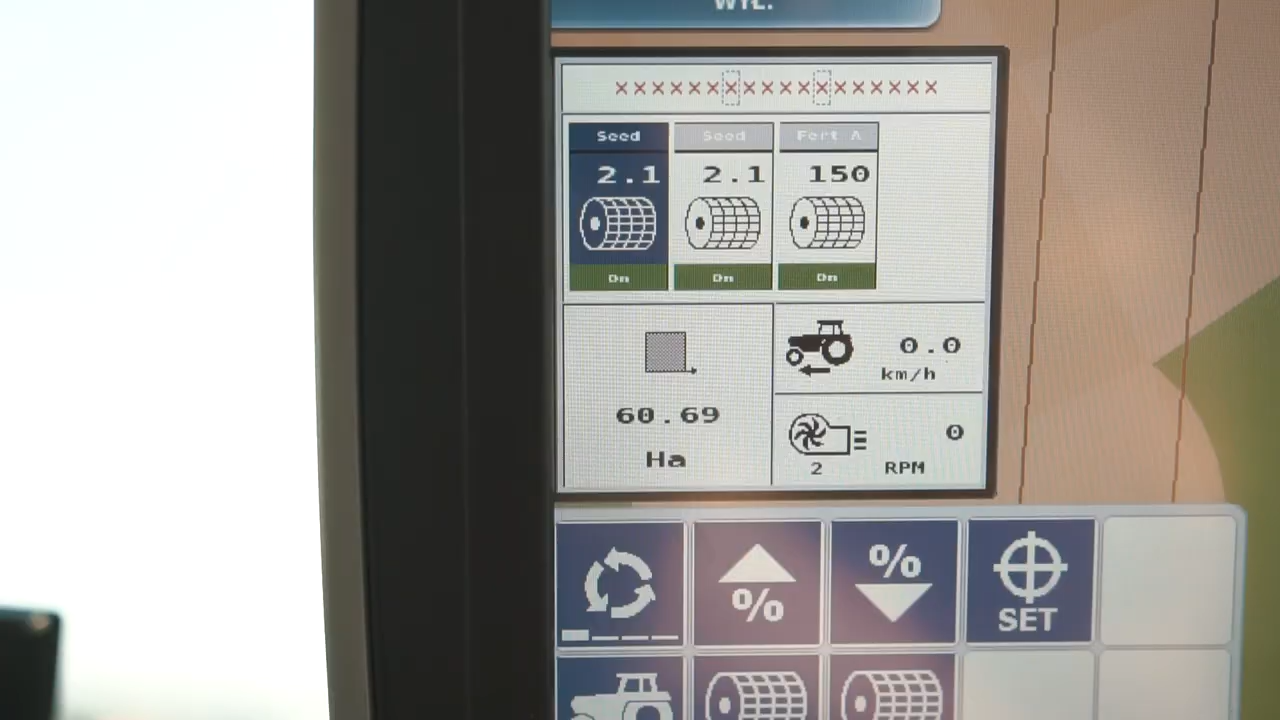 WYŁ.
×××××××××××××××××
Seed Seed Fert A
2.1 2.1 150
On On On
0.0
km/h
60.69
Ha
0
2 RPM
% %
SET